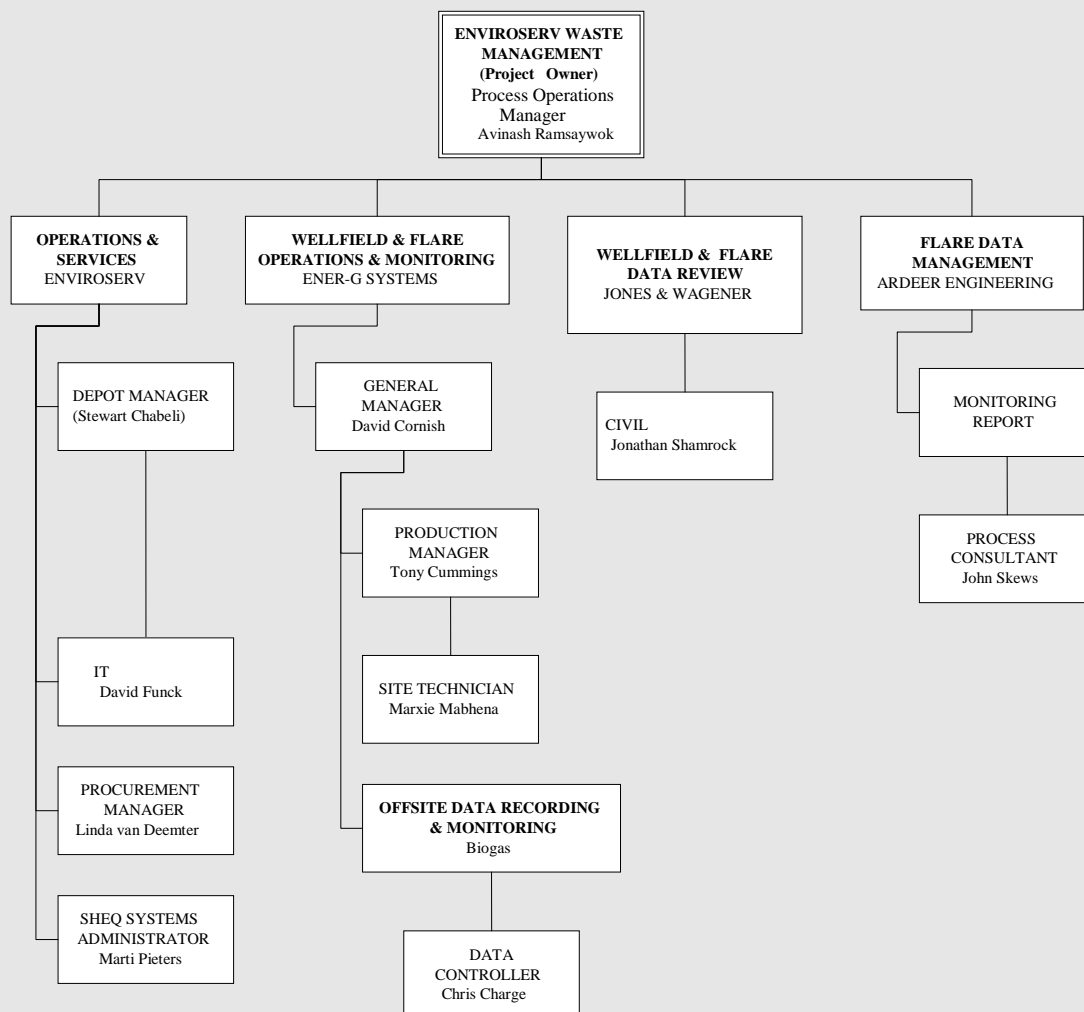 ENVIROSERV WASTE
MANAGEMENT
(Project Owner)
Process Operations
Manager
Avinash Ramsaywok
OPERATIONS &
SERVICES
ENVIROSERV
WELLFIELD & FLARE
OPERATIONS & MONITORING
ENER-G SYSTEMS
WELLFIELD & FLARE
DATA REVIEW
JONES & WAGENER
FLARE DATA
MANAGEMENT
ARDEER ENGINEERING
DEPOT MANAGER
(Stewart Chabeli)
GENERAL
MANAGER
David Cornish
CIVIL
Jonathan Shamrock
MONITORING
REPORT
PRODUCTION
MANAGER
Tony Cummings
PROCESS
CONSULTANT
John Skews
IT
David Funck
SITE TECHNICIAN
Marxie Mabhena
PROCUREMENT
MANAGER
Linda van Deemter
OFFSITE DATA RECORDING
& MONITORING
Biogas
SHEQ SYSTEMS
ADMINISTRATOR
Marti Pieters
DATA
CONTROLLER
Chris Charge